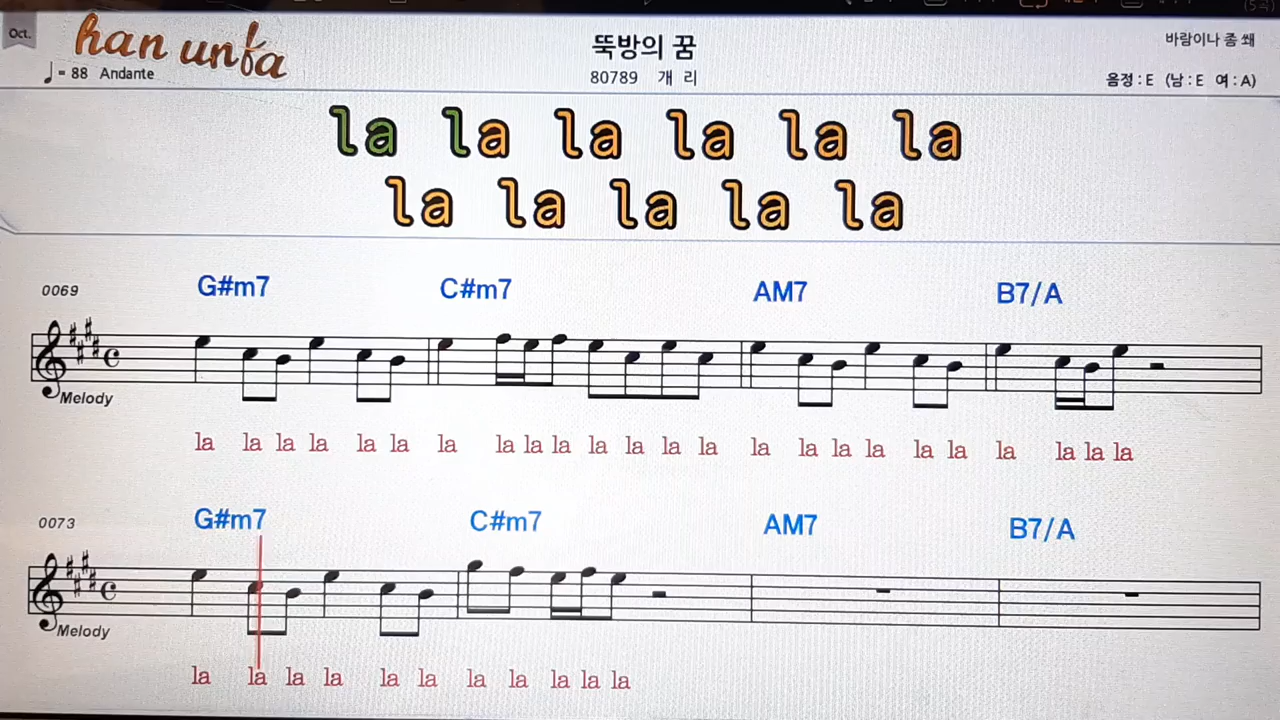 Oct.
han unfa
♩= 88 Andante
뚝방의 꿈
80789 개 리
바람이나 좀 쐐
음정 : E (남 : E 여 : A)
la la la la la la
la la la la la
0069
G#m7 C#m7 AM7 B7/A
Melody
la la la la la la la la la la la la la la la la la la la la la la la la
0073
G#m7 C#m7 AM7 B7/A
Melody
la la la la la la la la la la la